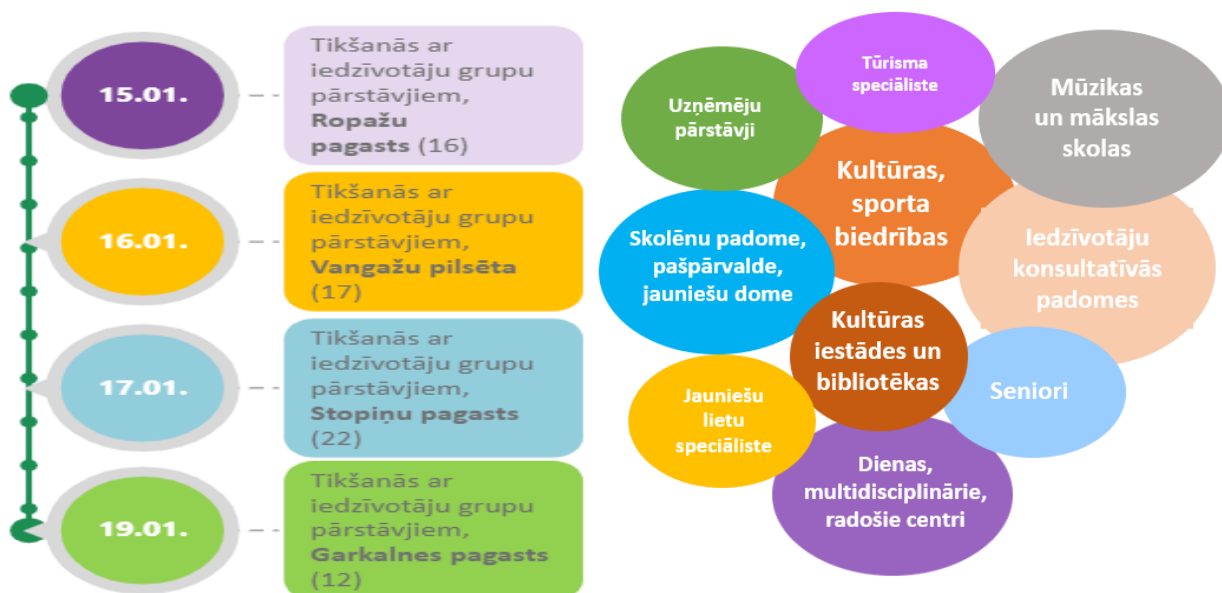 15.01.
Tikšanās ar
iedzīvotāju grupu
pārstāvjiem,
Ropažu
pagasts (16)
16.01.
Tikšanās ar
iedzīvotāju grupu
pārstāvjiem,
Vangažu pilsēta
(17)
17.01.
Tikšanās ar
iedzīvotāju grupu
pārstāvjiem,
Stopiņu pagasts
(22)
19.01.
Tikšanās ar
iedzīvotāju grupu
pārstāvjiem,
Garkalnes pagasts
(12)
Tūrisma
speciāliste
Uzņēmēju
pārstāvji
Mūzikas
un mākslas
skolas
Kultūras,
sporta
biedrības
Skolēnu padome,
pašpārvalde,
jauniešu dome
Iedzīvotāju
konsultatīvās
padomes
Kultūras
iestādes un
bibliotēkas
Seniori
Jauniešu
lietu
speciāliste
Dienas,
multidisciplinārie,
radošie centri